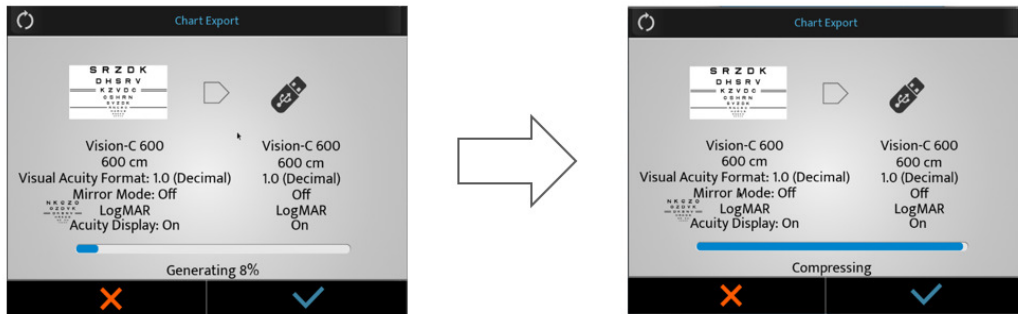 Chart Export
S R Z D K
D H S R V
K Z V D C
Vision-C 600
600 cm
Visual Acuity Format: 1.0 (Decimal)
Mirror Mode: Off
N K C Z O
LogMAR
Acuity Display: On
Vision-C 600
600 cm
1.0 (Decimal)
Off
LogMAR
On
Generating 8%
Chart Export
S R Z D K
D H S R V
K Z V D C
Vision-C 600
600 cm
Visual Acuity Format: 1.0 (Decimal)
Mirror Mode: Off
N K C Z O
LogMAR
Acuity Display: On
Vision-C 600
600 cm
1.0 (Decimal)
Off
LogMAR
On
Compressing